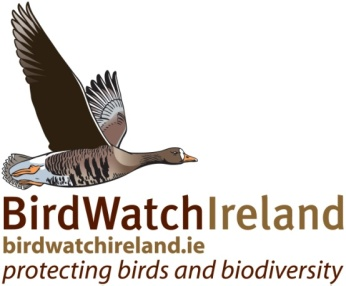 BirdWatchIreland
birdwatchireland.ie
protecting birds and biodiversity